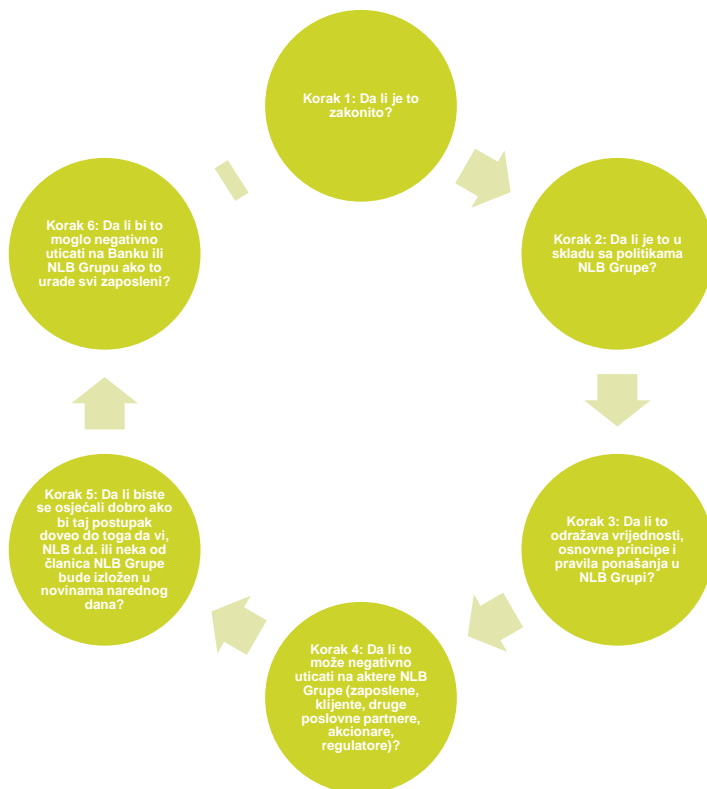 Korak 1: Da li je to
zakonito?
Korak 2: Da li je to u
skladu sa politikama
NLB Grupe?
Korak 3: Da li to
odražava vrijednosti,
osnovne principe i
pravila ponašanja u
NLB Grupi?
Korak 4: Da li to
može negativno
uticati na aktere NLB
Grupe (zaposlene,
klijente, druge
poslovne partnere,
akcionare,
regulatore)?
Korak 5: Da li biste
se osjećali dobro ako
bi taj postupak
doveo do toga da vi,
NLB d.d. ili neka od
članica NLB Grupe
bude izložen u
novinama narednog
dana?
Korak 6: Da li bi to
moglo negativno
uticati na Banku ili
NLB Grupu ako to
urade svi zaposleni?